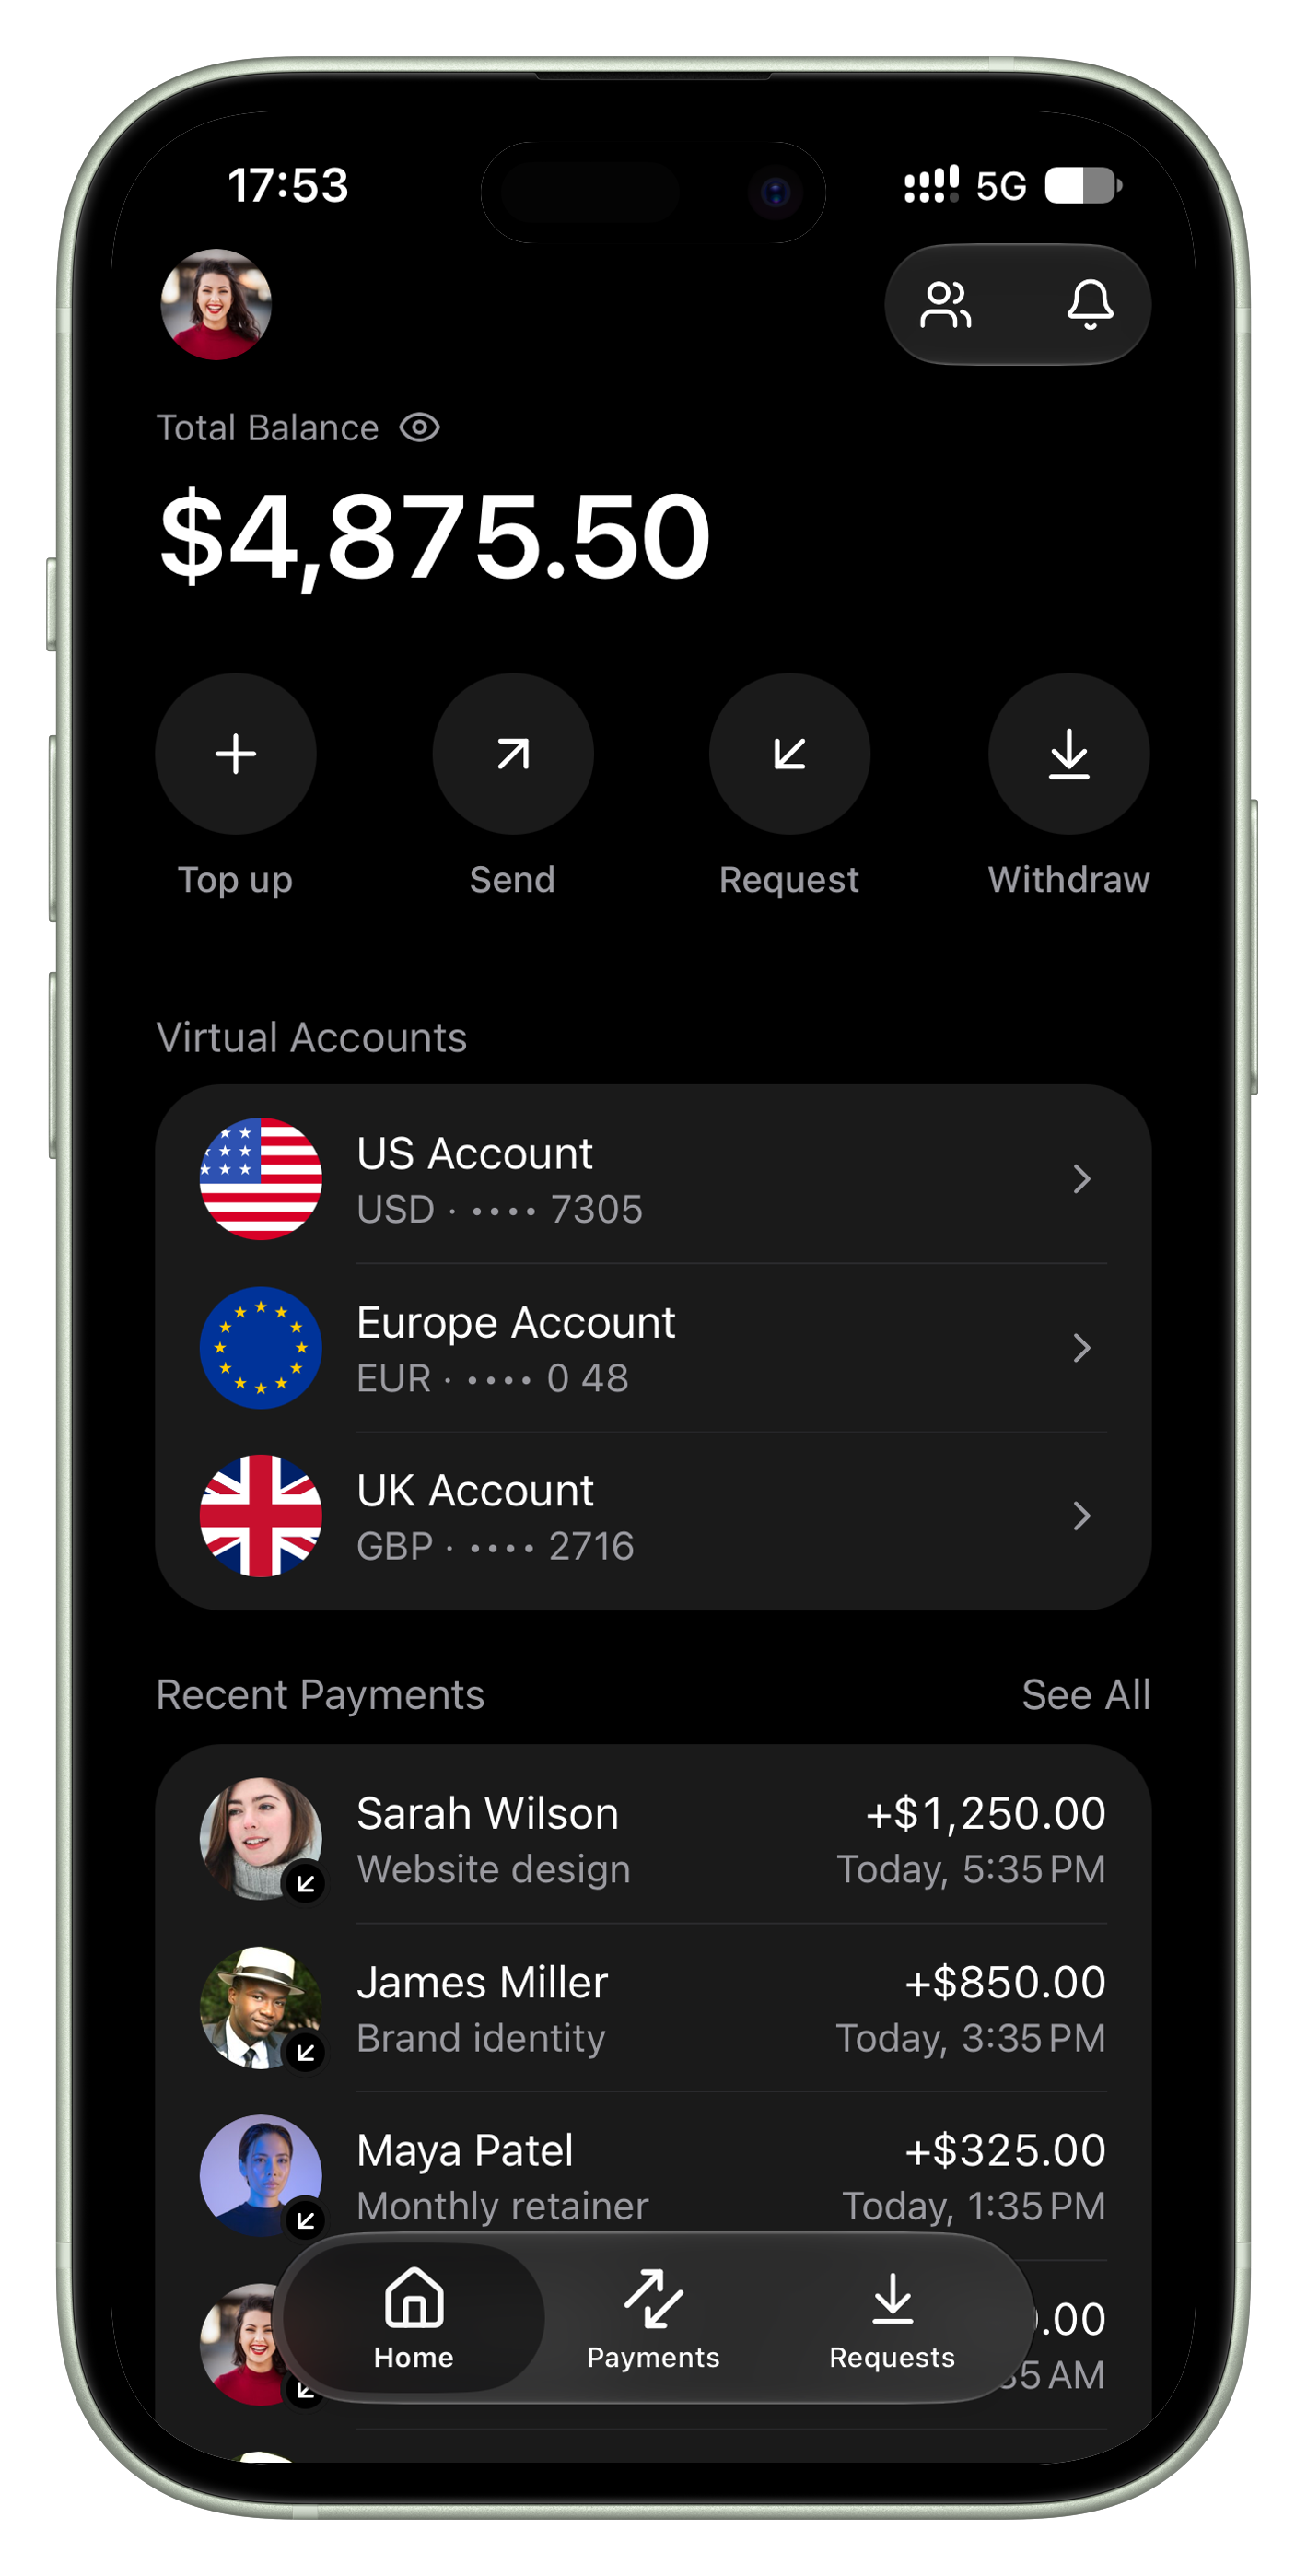 17:53
5G
Total Balance
$4,875.50
Top up
Send
Request
Withdraw
Virtual Accounts
US Account
USD · •••• 7305
Europe Account
EUR · •••• 0 48
UK Account
GBP · •••• 2716
Recent Payments
See All
Sarah Wilson
+$1,250.00
Website design
Today, 5:35 PM
James Miller
+$850.00
Brand identity
Today, 3:35 PM
Maya Patel
+$325.00
Monthly retainer
Today, 1:35 PM
.00
5 AM
Home
Payments
Requests